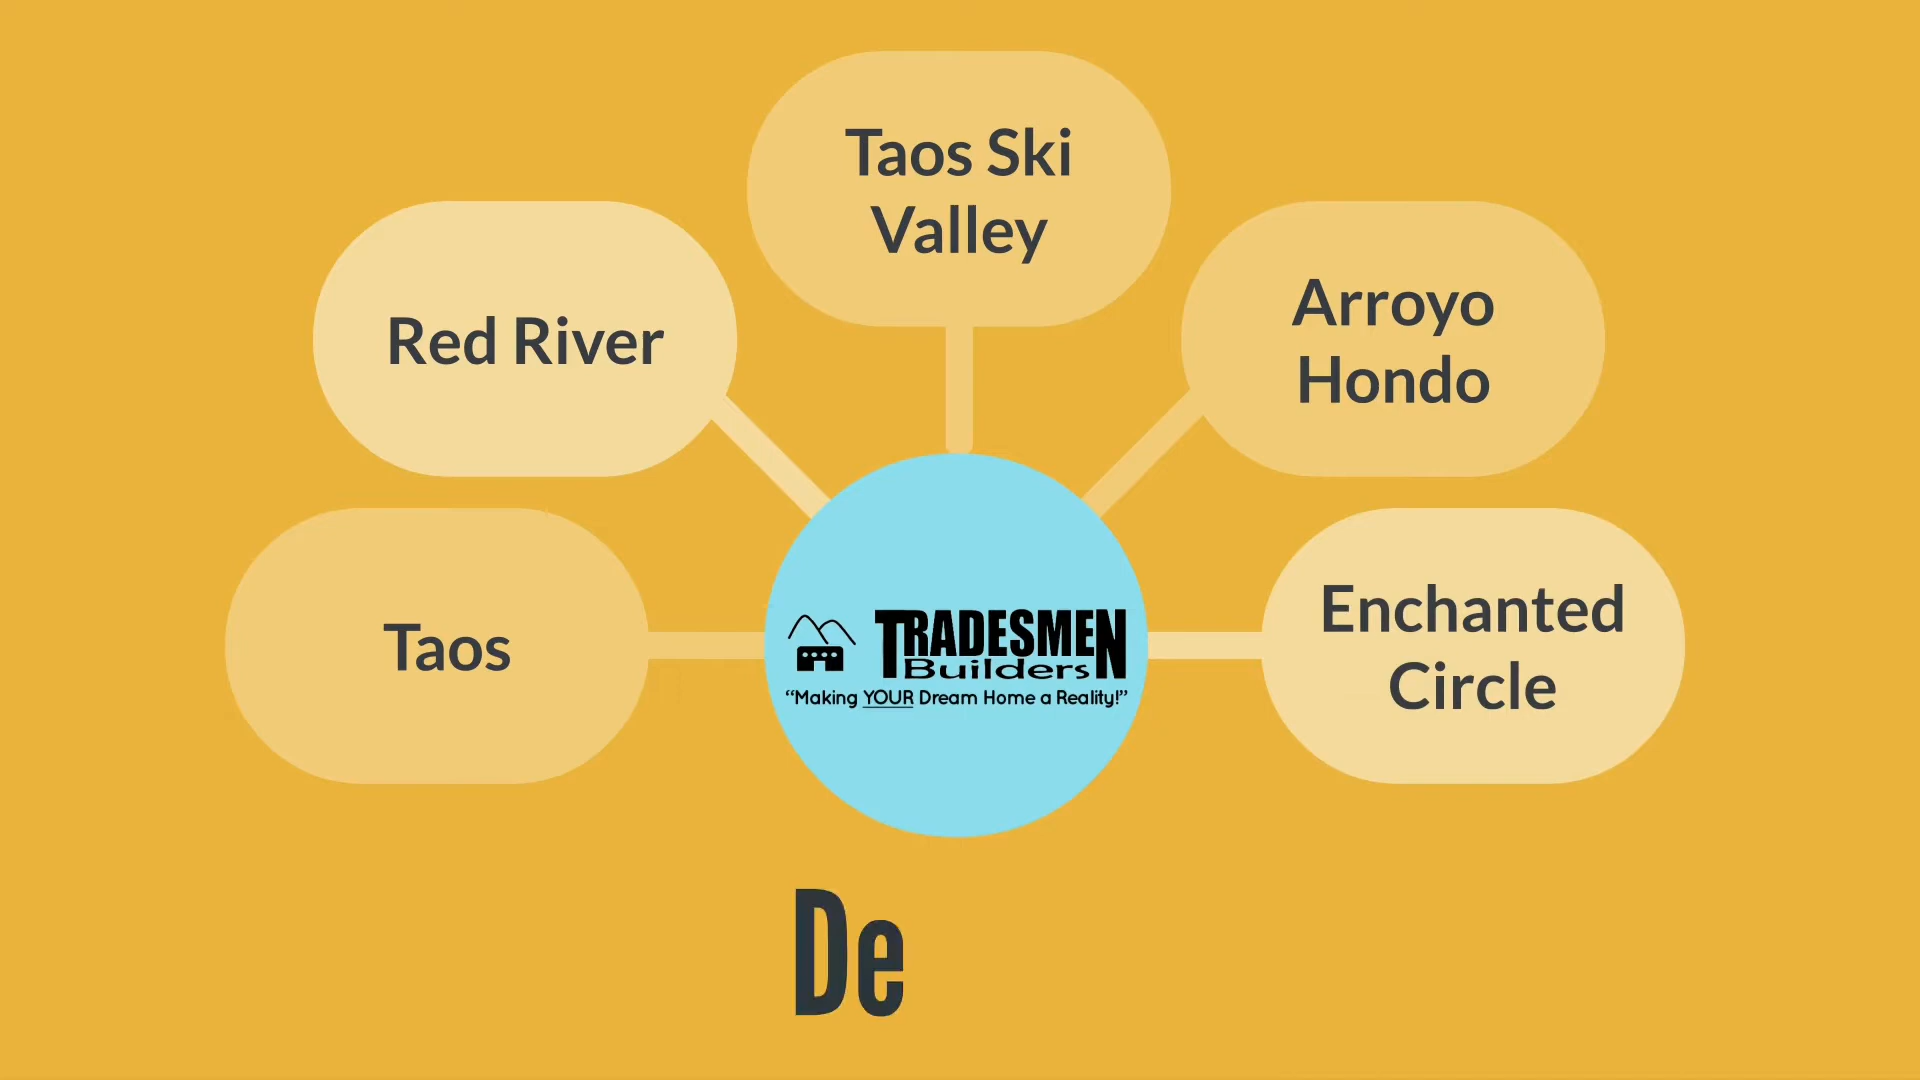 Taos Ski
Valley
Red River
Arroyo
Hondo
Taos
Enchanted
Circle
TRADESMEN
Builders
“Making YOUR Dream Home a Reality!”
De